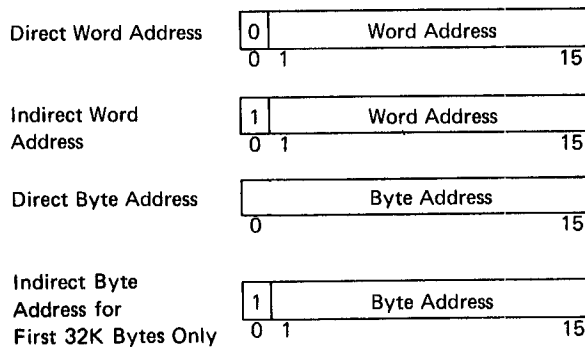 Direct Word Address 0 Word Address
0 1 15
Indirect Word
Address 1 Word Address
0 1 15
Direct Byte Address Byte Address
0 15
Indirect Byte
Address for 1 Byte Address
First 32K Bytes Only 0 1 15